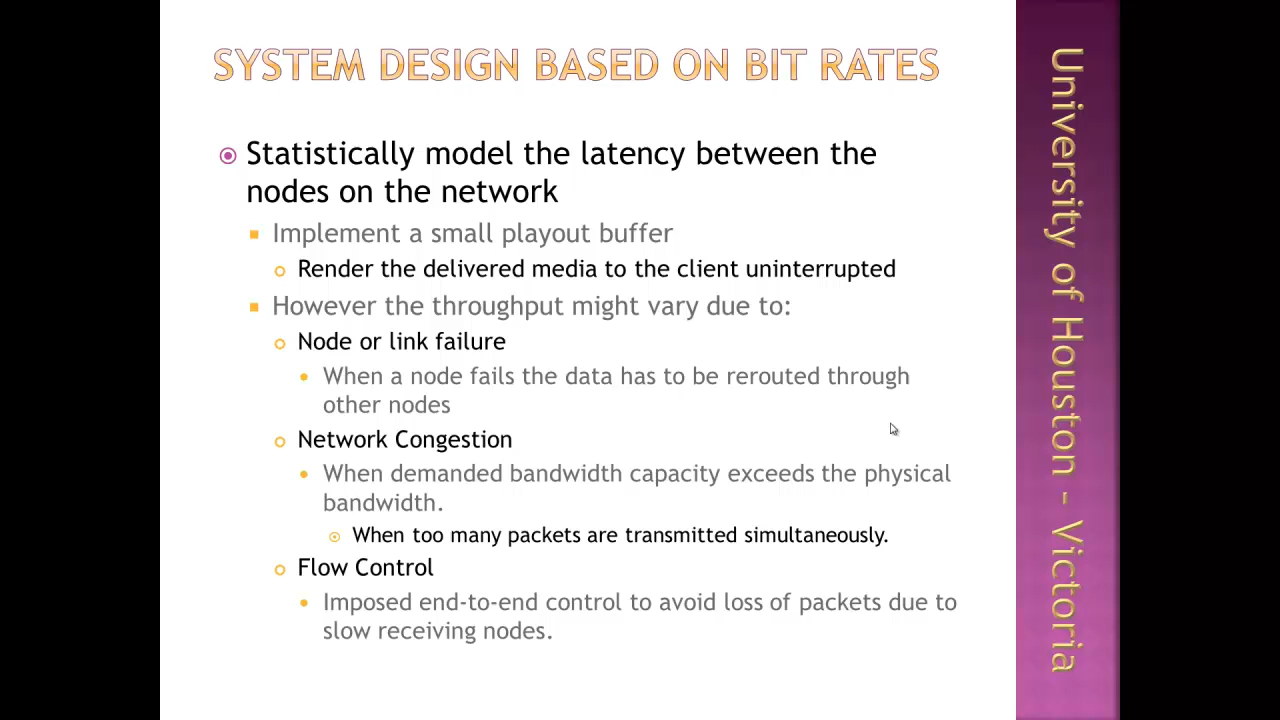 SYSTEM DESIGN BASED ON BIT RATES
Statistically model the latency between the
nodes on the network
Implement a small playout buffer
Render the delivered media to the client uninterrupted
However the throughput might vary due to:
Node or link failure
When a node fails the data has to be rerouted through
other nodes
Network Congestion
When demanded bandwidth capacity exceeds the physical
bandwidth.
When too many packets are transmitted simultaneously.
Flow Control
Imposed end-to-end control to avoid loss of packets due to
slow receiving nodes.
University of Houston - Victoria